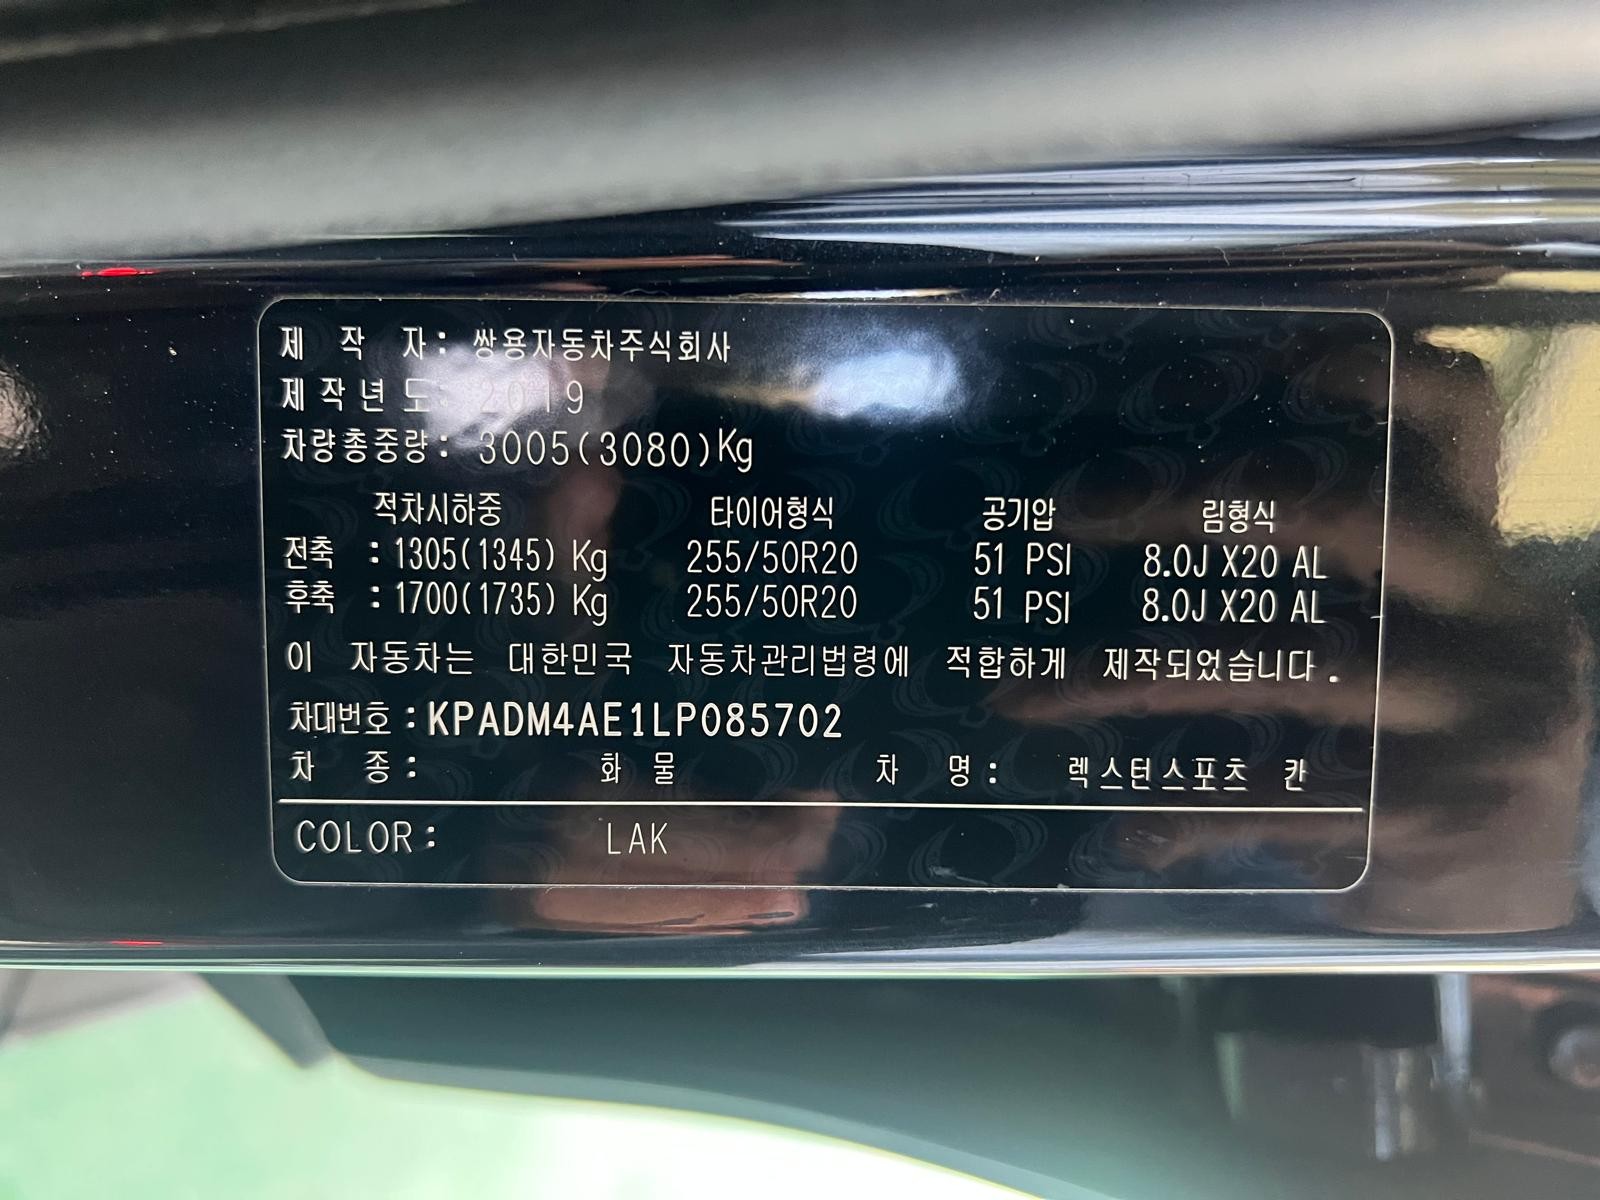 제 작 자: 쌍용자동차주식회사
제작년도: 2019
차량총중량: 3005(3080)Kg
적차시하중 타이어형식 공기압 림형식
전축 : 1305(1345) Kg 255/50R20 51 PSI 8.0J X20 AL
후축 : 1700(1735) Kg 255/50R20 51 PSI 8.0J X20 AL
이 자동차는 대한민국 자동차관리법령에 적합하게 제작되었습니다.
차대번호 : KPADM4AE1LP085702
차 종 : 화 물 차 명 : 렉스턴스포츠 칸
COLOR : LAK